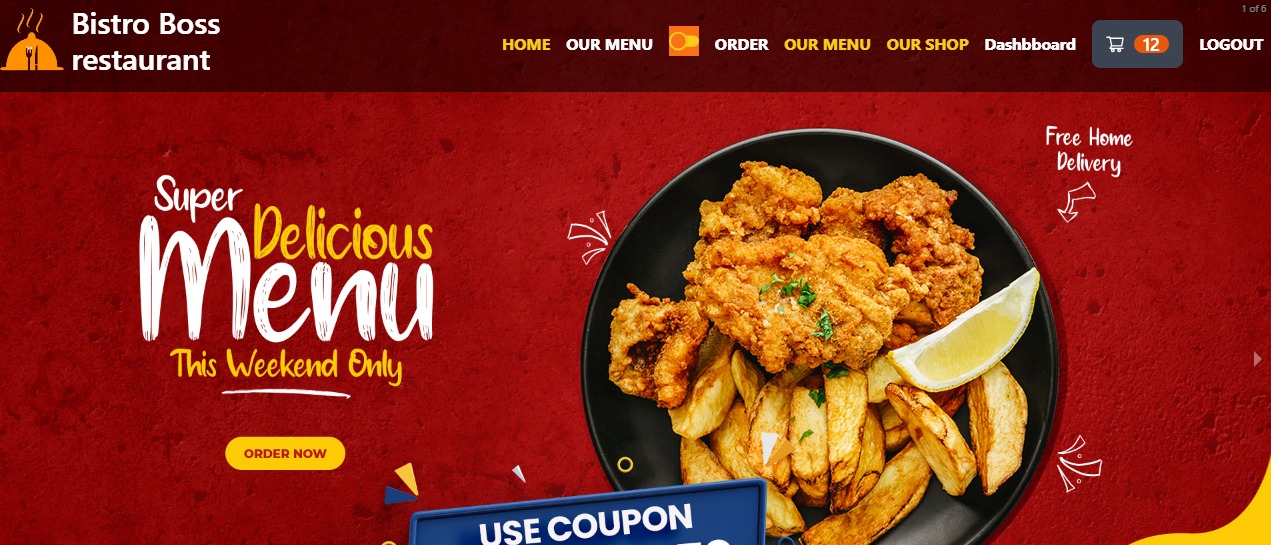 Bistro Boss
restaurant
HOME OUR MENU ORDER OUR MENU OUR SHOP Dashbboard 12 LOGOUT
1 of 6
Free Home
Delivery
Super
Delicious
Menu
This Weekend Only
ORDER NOW
USE COUPON